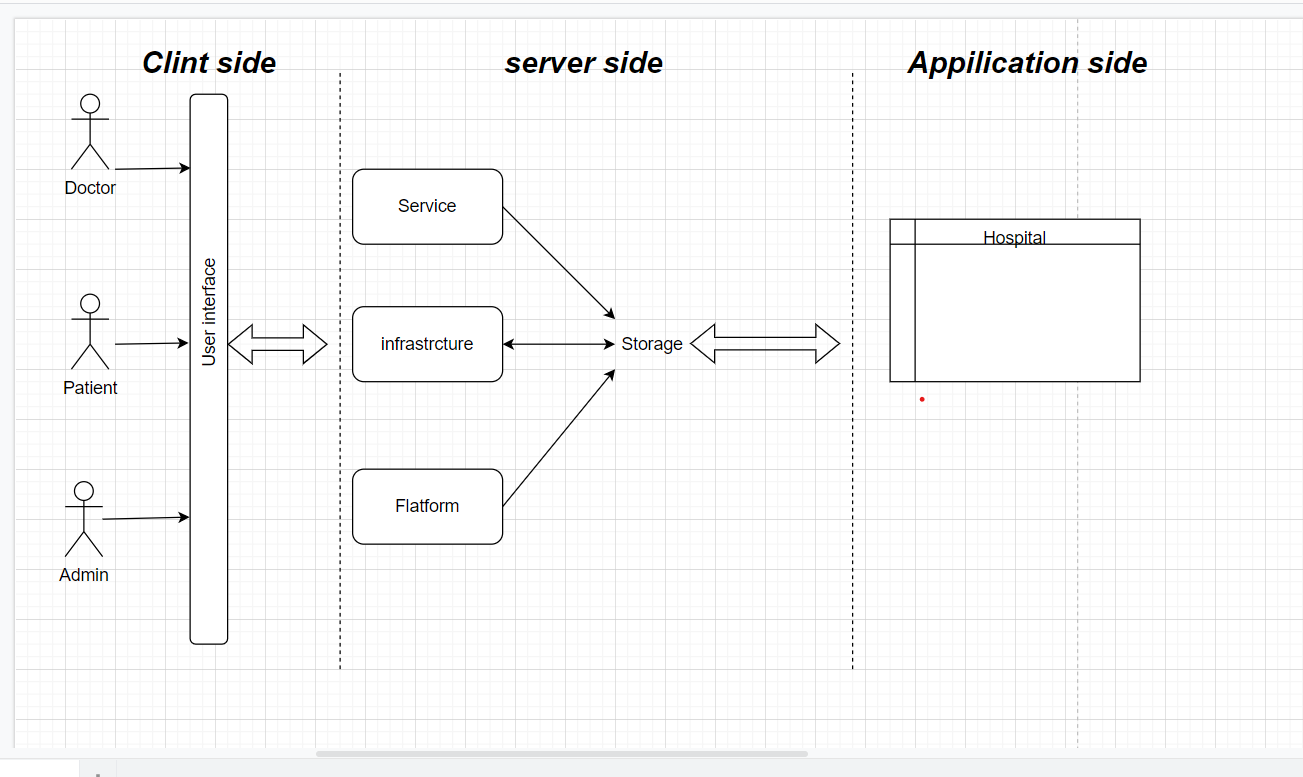 Clint side
server side
Appilication side
Doctor
Service
Hospital
User interface
infrastrcture
Storage
Patient
Flatform
Admin